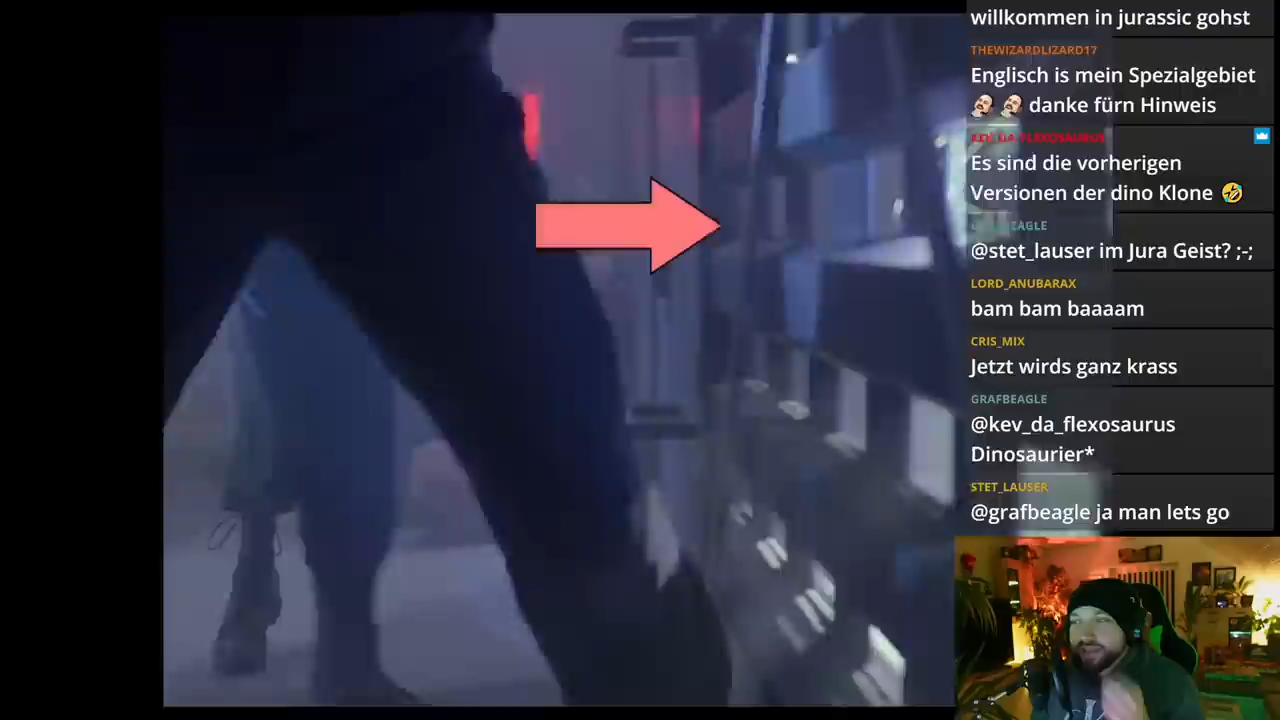 willkommen in jurassic gohst
THEWIZARDLIZARD17
Englisch is mein Spezialgebiet
danke fürn Hinweis
KEV_DA_FLEXOSAURUS
Es sind die vorherigen
Versionen der dino Klone 🤣
GRAFBEAGLE
@stet_lauser im Jura Geist? ;-;
LORD_ANUBARAX
bam bam baaaam
CRIS_MIX
Jetzt wirds ganz krass
GRAFBEAGLE
@kev_da_flexosaurus
Dinosaurier*
STET_LAUSER
@grafbeagle ja man lets go